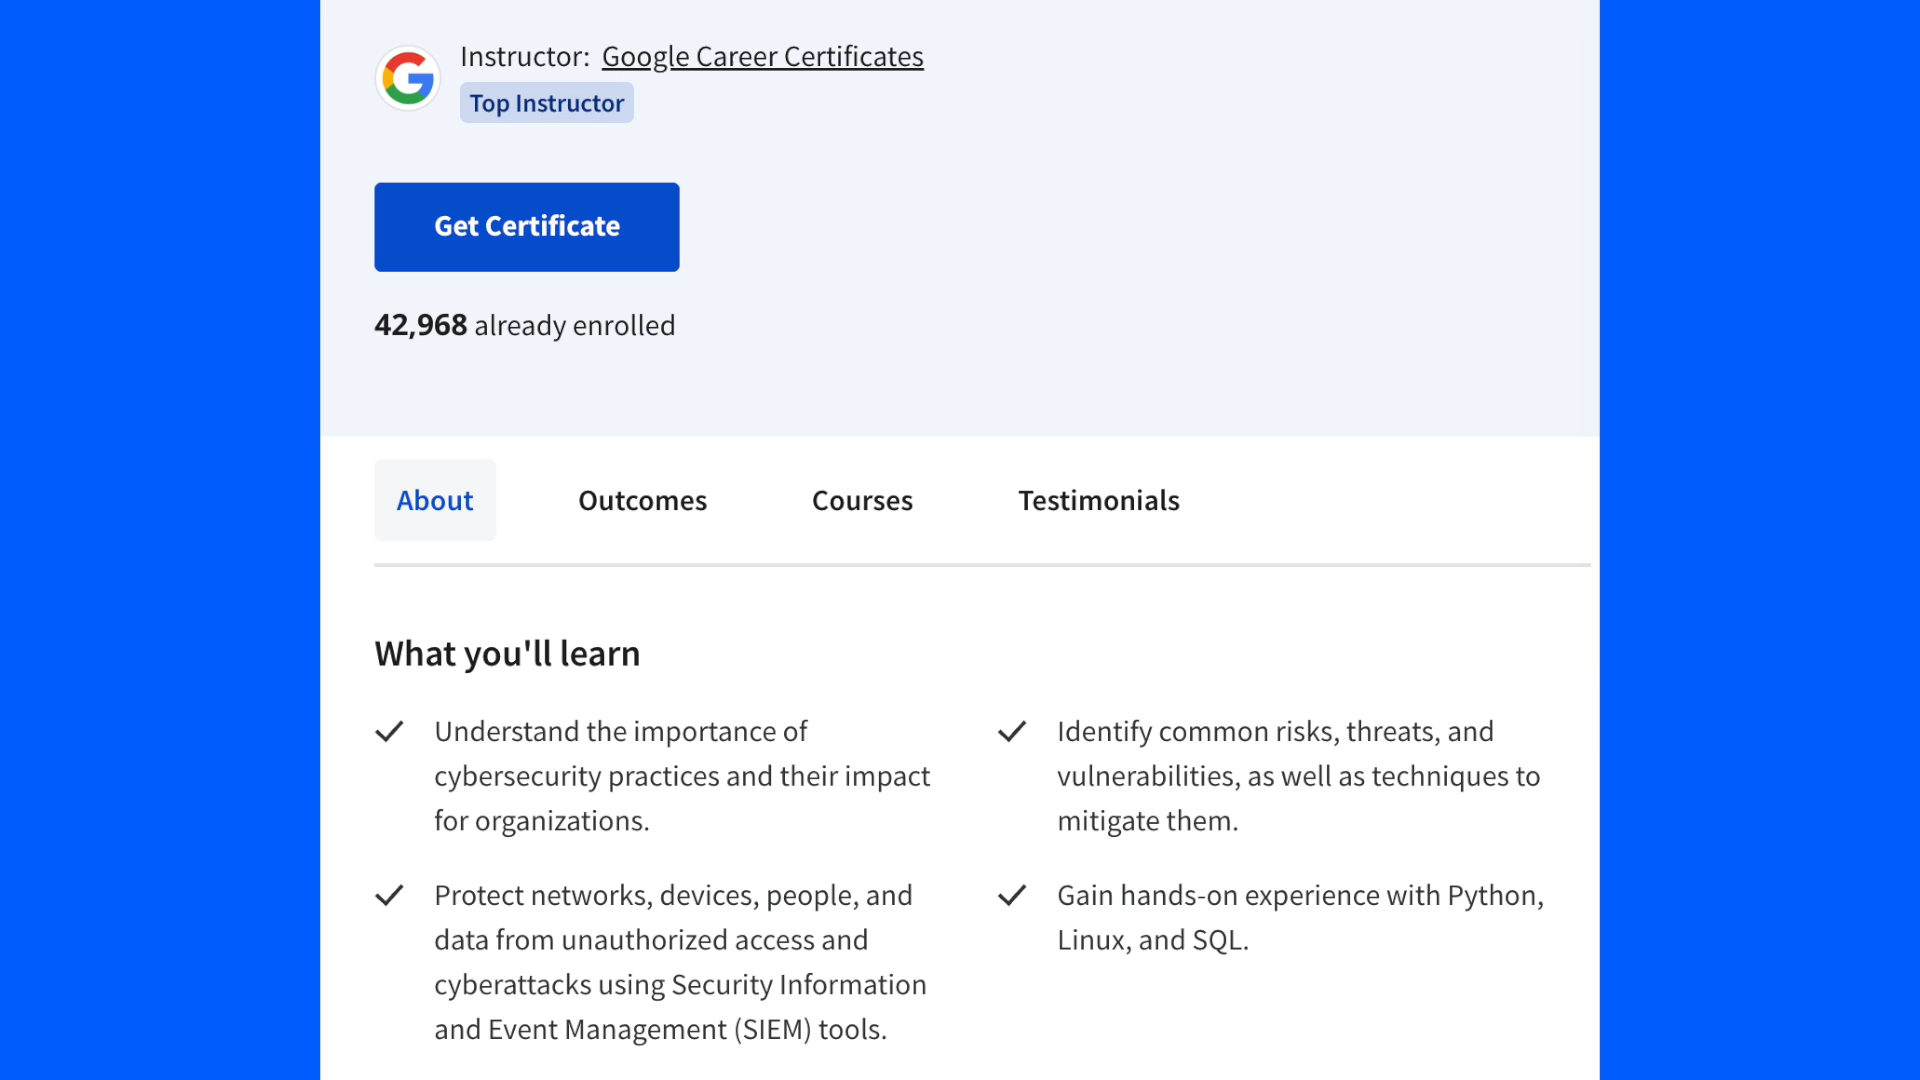 Instructor: Google Career Certificates
Top Instructor
Get Certificate
42,968 already enrolled
About Outcomes Courses Testimonials
What you'll learn
Understand the importance of
cybersecurity practices and their impact
for organizations.
Identify common risks, threats, and
vulnerabilities, as well as techniques to
mitigate them.
Protect networks, devices, people, and
data from unauthorized access and
cyberattacks using Security Information
and Event Management (SIEM) tools.
Gain hands-on experience with Python,
Linux, and SQL.